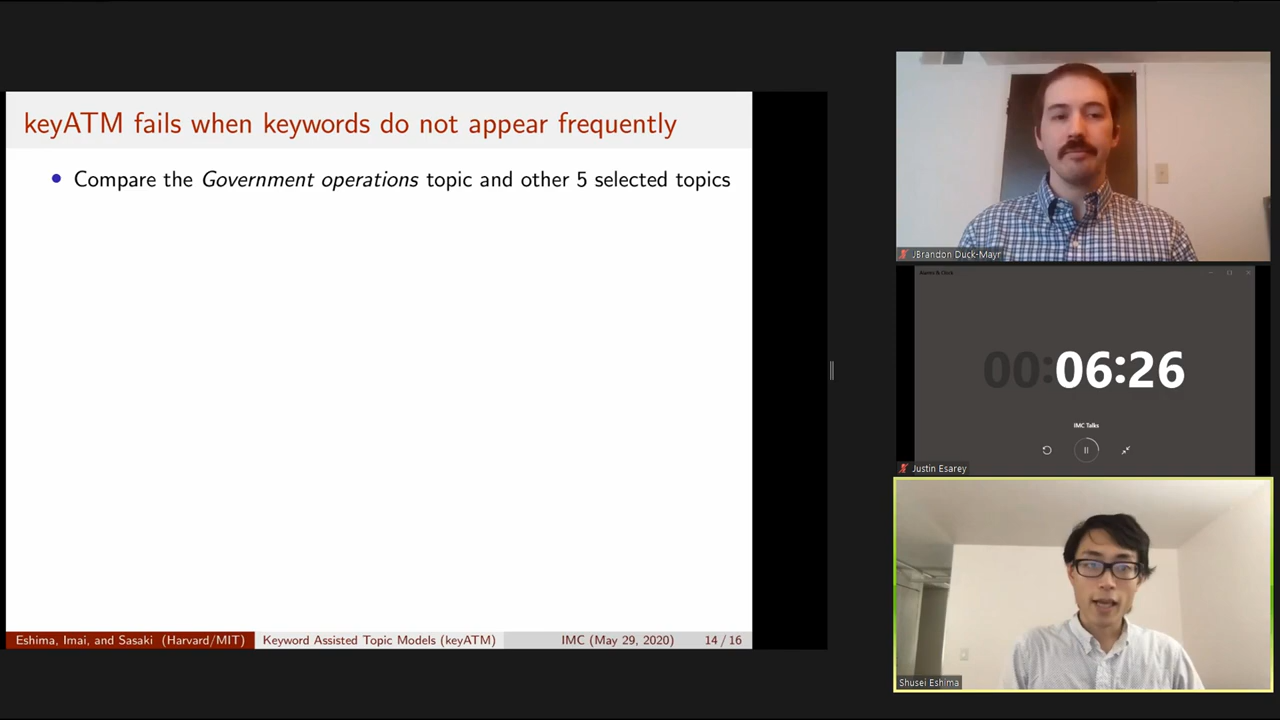 keyATM fails when keywords do not appear frequently
• Compare the Government operations topic and other 5 selected topics
Eshima, Imai, and Sasaki (Harvard/MIT)
Keyword Assisted Topic Models (keyATM)
IMC (May 29, 2020)
14 / 16
JBrandon Duck-Mayr
Alarms & Clock
00:06:26
IMC Talks
Justin Esarey
Shusei Eshima